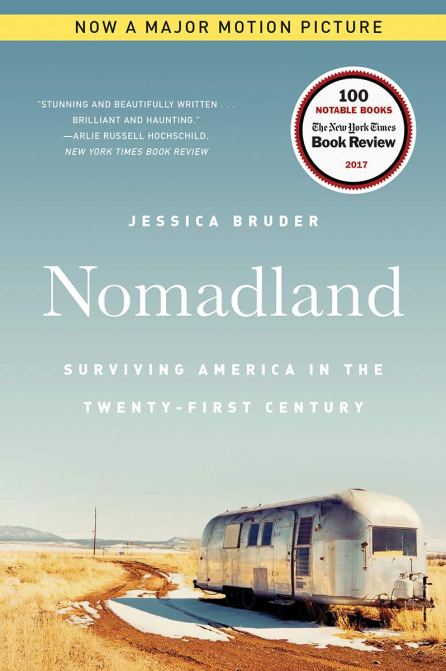 NOW A MAJOR MOTION PICTURE
"STUNNING AND BEAUTIFULLY WRITTEN . . .
BRILLIANT AND HAUNTING."
—ARLIE RUSSELL HOCHSCHILD,
NEW YORK TIMES BOOK REVIEW
100
NOTABLE BOOKS
The New York Times
Book Review
2017
JESSICA BRUDER
Nomadland
SURVIVING AMERICA IN THE
TWENTY-FIRST CENTURY